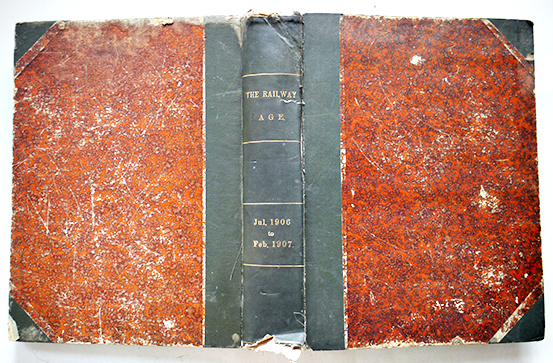 THE RAILWAY
AGE
Jul, 1906
to
Feb, 1907.